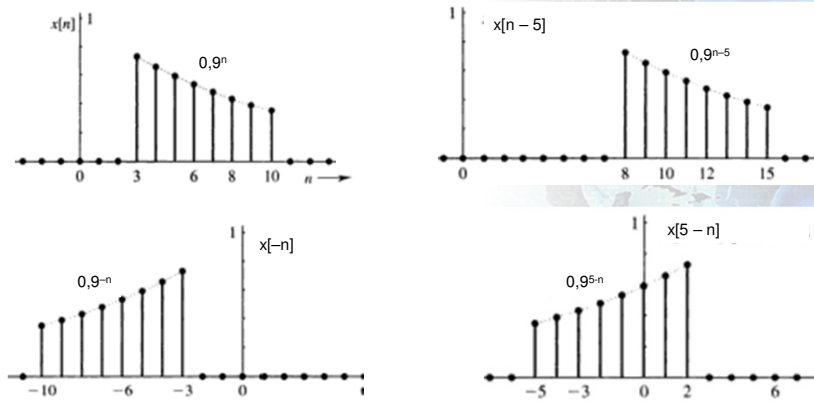 x[n] 1
0,9ⁿ
0 3 6 8 10 n
1 x[n – 5]
0,9ⁿ⁻⁵
0 8 10 12 15
1
x[–n]
0,9⁻ⁿ
−10 −6 −3 0
1 x[5 – n]
0,9⁵⁻ⁿ
−5 −3 0 2 6